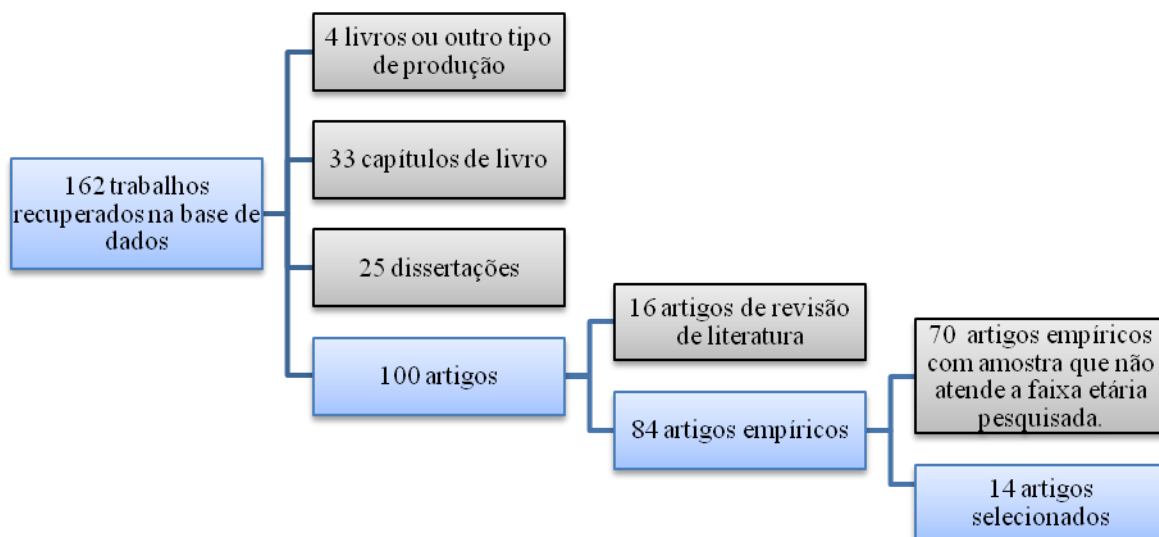 4 livros ou outro tipo
de produção
33 capítulos de livro
162 trabalhos
recuperados na base de
dados
25 dissertações
100 artigos
16 artigos de revisão
de literatura
84 artigos empíricos
70 artigos empíricos
com amostra que não
atende a faixa etária
pesquisada.
14 artigos
selecionados